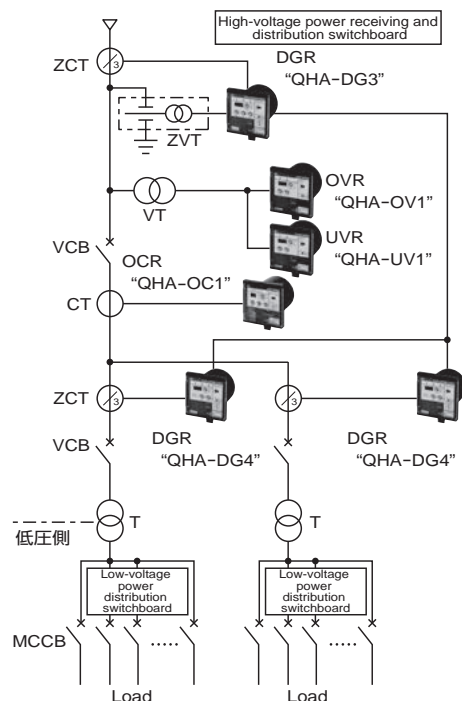 High-voltage power receiving and
distribution switchboard
ZCT
3
DGR
“QHA-DG3”
ZVT
OVR
“QHA-OV1”
VT
UVR
“QHA-UV1”
VCB
OCR
“QHA-OC1”
CT
ZCT
3
3
VCB
DGR
“QHA-DG4”
DGR
“QHA-DG4”
T
T
低圧側
Low-voltage
power
distribution
switchboard
Low-voltage
power
distribution
switchboard
MCCB
Load
Load